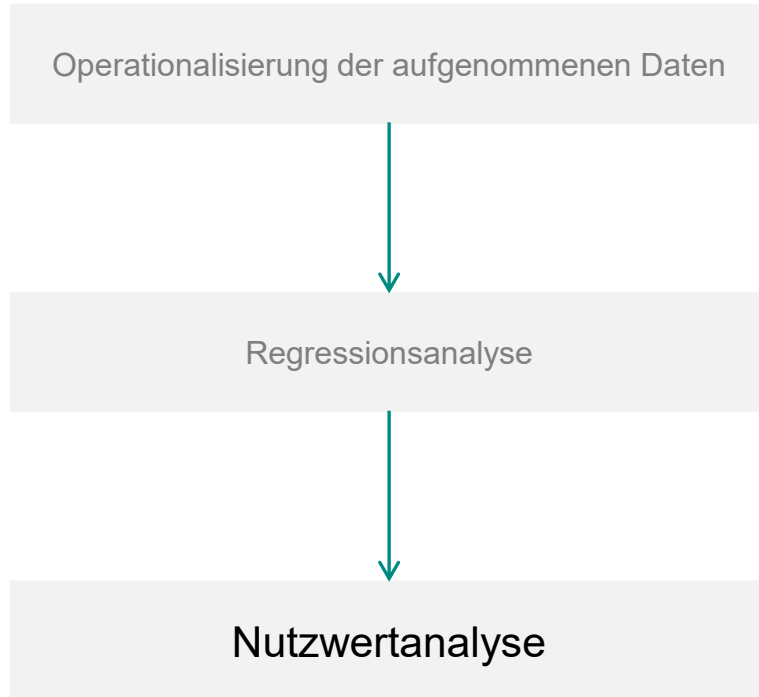 Operationalisierung der aufgenommenen Daten
Regressionsanalyse
Nutzwertanalyse